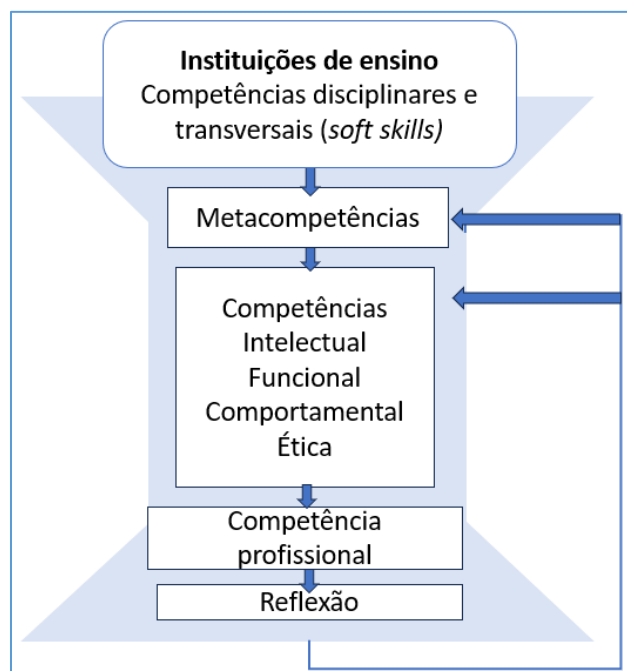 Instituições de ensino
Competências disciplinares e
transversais (soft skills)
Metacompetências
Competências
Intelectual
Funcional
Comportamental
Ética
Competência
profissional
Reflexão